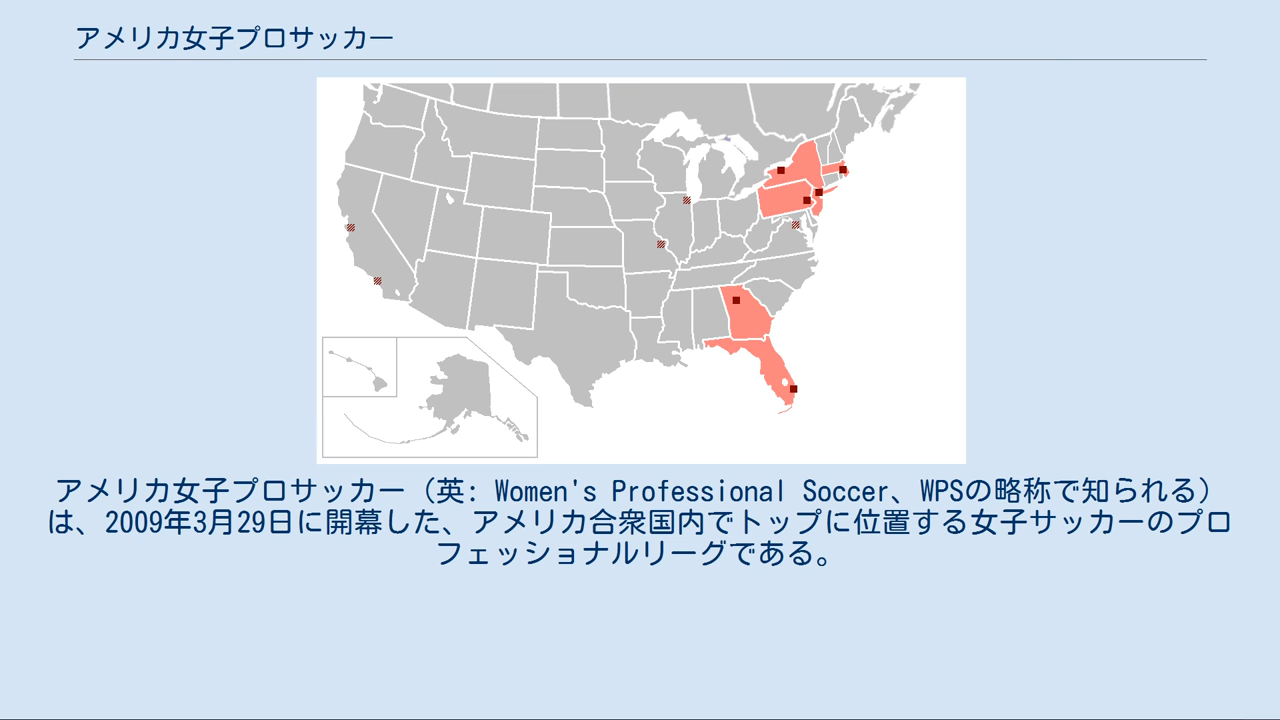 アメリカ女子プロサッカー
アメリカ女子プロサッカー（英: Women's Professional Soccer、WPSの略称で知られる）
は、2009年3月29日に開幕した、アメリカ合衆国内でトップに位置する女子サッカーのプロ
フェッショナルリーグである。